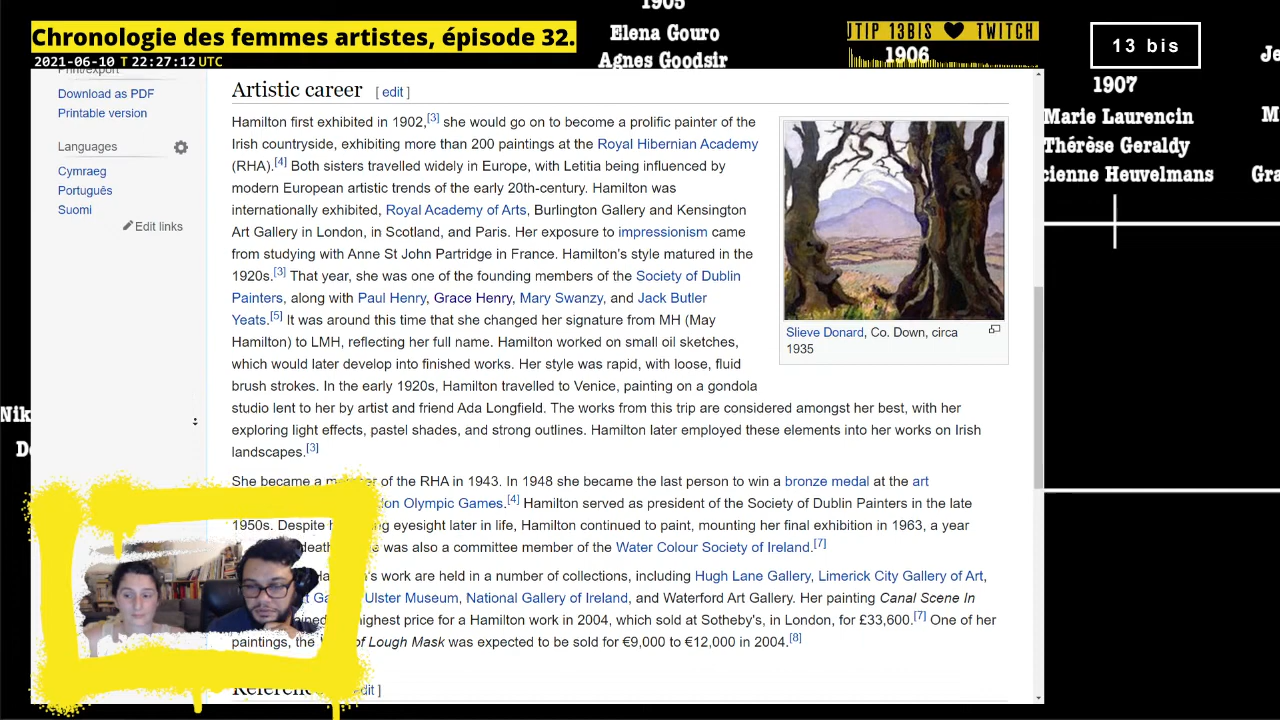 1905
Chronologie des femmes artistes, épisode 32.
Elena Gouro
Agnes Goodsir
UTIP 13BIS TWITCH
1906
13 bis
2021-06-10 T 22:27:12 UTC
1907
Marie Laurencin
Thérèse Geraldy
cienne Heuvelmans
Print/export
Download as PDF
Printable version
Languages
Cymraeg
Português
Suomi
Edit links
Artistic career [ edit ]
Hamilton first exhibited in 1902,[3] she would go on to become a prolific painter of the
Irish countryside, exhibiting more than 200 paintings at the Royal Hibernian Academy
(RHA).[4] Both sisters travelled widely in Europe, with Letitia being influenced by
modern European artistic trends of the early 20th-century. Hamilton was
internationally exhibited, Royal Academy of Arts, Burlington Gallery and Kensington
Art Gallery in London, in Scotland, and Paris. Her exposure to impressionism came
from studying with Anne St John Partridge in France. Hamilton's style matured in the
1920s.[3] That year, she was one of the founding members of the Society of Dublin
Painters, along with Paul Henry, Grace Henry, Mary Swanzy, and Jack Butler
Yeats.[5] It was around this time that she changed her signature from MH (May
Hamilton) to LMH, reflecting her full name. Hamilton worked on small oil sketches,
which would later develop into finished works. Her style was rapid, with loose, fluid
brush strokes. In the early 1920s, Hamilton travelled to Venice, painting on a gondola
studio lent to her by artist and friend Ada Longfield. The works from this trip are considered amongst her best, with her
exploring light effects, pastel shades, and strong outlines. Hamilton later employed these elements into her works on Irish
landscapes.[3]
Slieve Donard, Co. Down, circa
1935
She became a of the RHA in 1943. In 1948 she became the last person to win a bronze medal at the art
Olympic Games.[4] Hamilton served as president of the Society of Dublin Painters in the late
1950s. Despite eyesight later in life, Hamilton continued to paint, mounting her final exhibition in 1963, a year
was also a committee member of the Water Colour Society of Ireland.[7]
work are held in a number of collections, including Hugh Lane Gallery, Limerick City Gallery of Art,
Ulster Museum, National Gallery of Ireland, and Waterford Art Gallery. Her painting Canal Scene In
highest price for a Hamilton work in 2004, which sold at Sotheby's, in London, for £33,600.[7] One of her
paintings, the of Lough Mask was expected to be sold for €9,000 to €12,000 in 2004.[8]